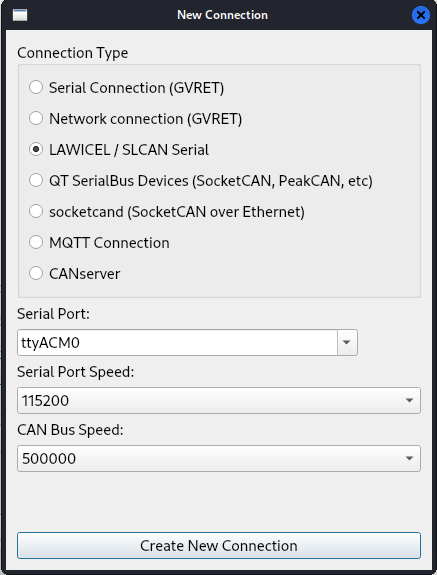 New Connection
Connection Type
Serial Connection (GVRET)
Network connection (GVRET)
LAWICEL / SLCAN Serial
QT SerialBus Devices (SocketCAN, PeakCAN, etc)
socketcand (SocketCAN over Ethernet)
MQTT Connection
CANserver
Serial Port:
ttyACM0
Serial Port Speed:
115200
CAN Bus Speed:
500000
Create New Connection